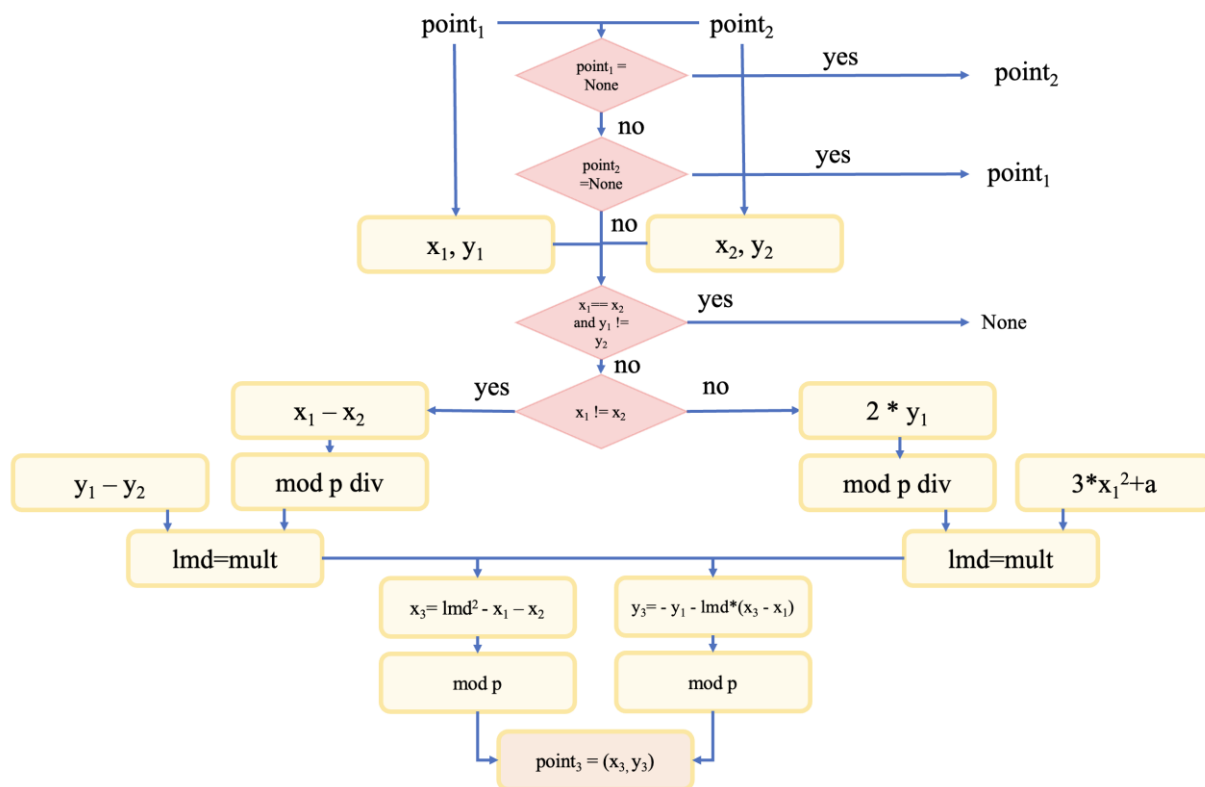 point₁
point₂
point₁ =
None
yes
point₂
no
point₂
=None
yes
point₁
no
x₁, y₁
x₂, y₂
x₁== x₂
and y₁ !=
y₂
yes
None
no
yes
no
x₁ – x₂
x₁ != x₂
2 * y₁
y₁ – y₂
mod p div
mod p div
3*x₁²+a
lmd=mult
lmd=mult
x₃= lmd² - x₁ – x₂
y₃= - y₁ - lmd*(x₃ - x₁)
mod p
mod p
point₃ = (x₃, y₃)